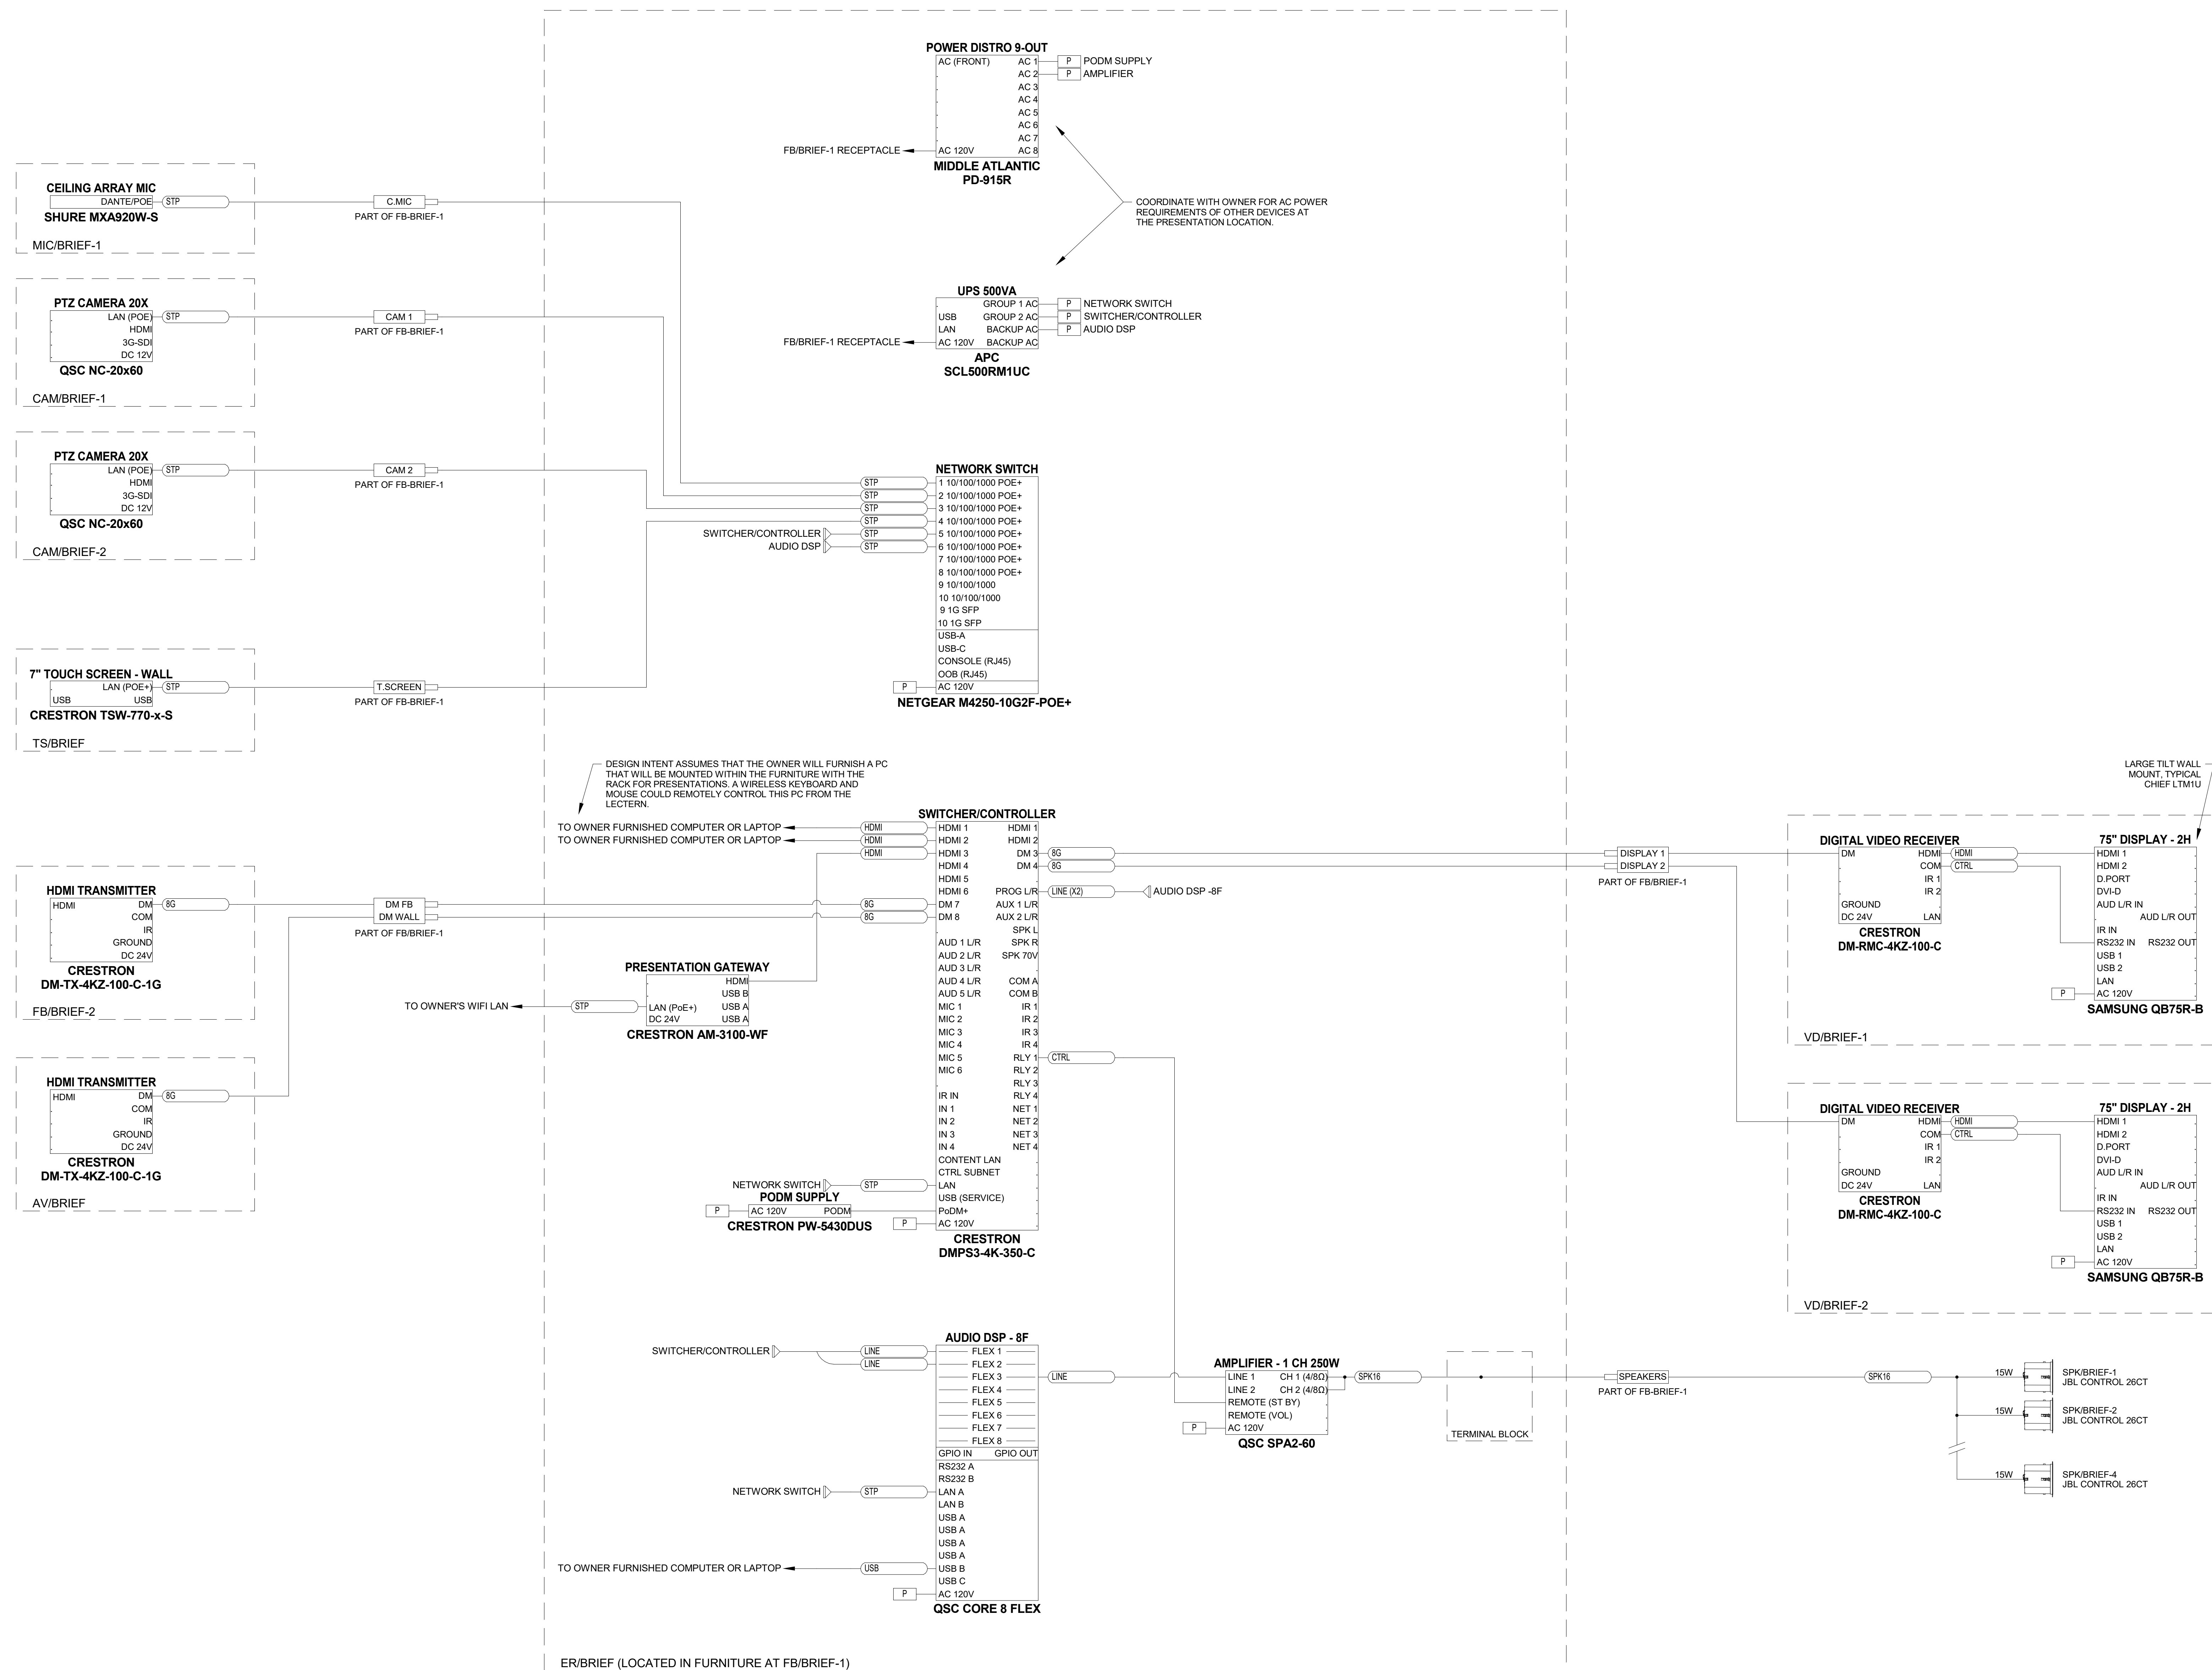 POWER DISTRO 9-OUT
AC (FRONT) AC 1 P PODM SUPPLY
AC 2 P AMPLIFIER
AC 3
AC 4
AC 5
AC 6
AC 7
FB/BRIEF-1 RECEPTACLE AC 120V AC 8
MIDDLE ATLANTIC
PD-915R
COORDINATE WITH OWNER FOR AC POWER
REQUIREMENTS OF OTHER DEVICES AT
THE PRESENTATION LOCATION.
CEILING ARRAY MIC
DANTE/POE STP
SHURE MXA920W-S
MIC/BRIEF-1
C.MIC
PART OF FB-BRIEF-1
PTZ CAMERA 20X
LAN (POE) STP
HDMI
3G-SDI
DC 12V
QSC NC-20x60
CAM/BRIEF-1
CAM 1
PART OF FB-BRIEF-1
UPS 500VA
GROUP 1 AC P NETWORK SWITCH
USB GROUP 2 AC P SWITCHER/CONTROLLER
LAN BACKUP AC P AUDIO DSP
FB/BRIEF-1 RECEPTACLE AC 120V BACKUP AC
APC
SCL500RM1UC
PTZ CAMERA 20X
LAN (POE) STP
HDMI
3G-SDI
DC 12V
QSC NC-20x60
CAM/BRIEF-2
CAM 2
PART OF FB-BRIEF-1
NETWORK SWITCH
STP 1 10/100/1000 POE+
STP 2 10/100/1000 POE+
STP 3 10/100/1000 POE+
STP 4 10/100/1000 POE+
SWITCHER/CONTROLLER STP 5 10/100/1000 POE+
AUDIO DSP STP 6 10/100/1000 POE+
7 10/100/1000 POE+
8 10/100/1000 POE+
9 10/100/1000
10 10/100/1000
9 1G SFP
10 1G SFP
USB-A
USB-C
CONSOLE (RJ45)
OOB (RJ45)
P AC 120V
NETGEAR M4250-10G2F-POE+
7" TOUCH SCREEN - WALL
LAN (POE+) STP
USB USB
CRESTRON TSW-770-x-S
TS/BRIEF
T.SCREEN
PART OF FB-BRIEF-1
DESIGN INTENT ASSUMES THAT THE OWNER WILL FURNISH A PC
THAT WILL BE MOUNTED WITHIN THE FURNITURE WITH THE
RACK FOR PRESENTATIONS. A WIRELESS KEYBOARD AND
MOUSE COULD REMOTELY CONTROL THIS PC FROM THE
LECTERN.
HDMI TRANSMITTER
HDMI DM 8G
COM
IR
GROUND
DC 24V
CRESTRON
DM-TX-4KZ-100-C-1G
FB/BRIEF-2
DM FB
DM WALL
PART OF FB/BRIEF-1
HDMI TRANSMITTER
HDMI DM 8G
COM
IR
GROUND
DC 24V
CRESTRON
DM-TX-4KZ-100-C-1G
AV/BRIEF
PRESENTATION GATEWAY
HDMI
USB B
TO OWNER'S WIFI LAN STP LAN (PoE+) USB A
DC 24V USB A
CRESTRON AM-3100-WF
SWITCHER/CONTROLLER
TO OWNER FURNISHED COMPUTER OR LAPTOP HDMI HDMI 1 HDMI 1
TO OWNER FURNISHED COMPUTER OR LAPTOP HDMI HDMI 2 HDMI 2
HDMI HDMI 3 DM 3 8G
HDMI 4 DM 4 8G
HDMI 5
HDMI 6 PROG L/R LINE (X2) AUDIO DSP -8F
8G DM 7 AUX 1 L/R
8G DM 8 AUX 2 L/R
SPK L
AUD 1 L/R SPK R
AUD 2 L/R SPK 70V
AUD 3 L/R
AUD 4 L/R COM A
AUD 5 L/R COM B
MIC 1 IR 1
MIC 2 IR 2
MIC 3 IR 3
MIC 4 IR 4
MIC 5 RLY 1 CTRL
MIC 6 RLY 2
RLY 3
IR IN RLY 4
IN 1 NET 1
IN 2 NET 2
IN 3 NET 3
IN 4 NET 4
CONTENT LAN
CTRL SUBNET
NETWORK SWITCH STP LAN
USB (SERVICE)
PODM SUPPLY
P AC 120V PODM PoDM+
CRESTRON PW-5430DUS
P AC 120V
CRESTRON
DMPS3-4K-350-C
DISPLAY 1
DISPLAY 2
PART OF FB/BRIEF-1
LARGE TILT WALL
MOUNT, TYPICAL
CHIEF LTM1U
DIGITAL VIDEO RECEIVER
DM HDMI HDMI
COM CTRL
IR 1
IR 2
GROUND
DC 24V LAN
CRESTRON
DM-RMC-4KZ-100-C
75" DISPLAY - 2H
HDMI 1
HDMI 2
D.PORT
DVI-D
AUD L/R IN
AUD L/R OUT
IR IN
RS232 IN RS232 OUT
USB 1
USB 2
LAN
P AC 120V
SAMSUNG QB75R-B
VD/BRIEF-1
DIGITAL VIDEO RECEIVER
DM HDMI HDMI
COM CTRL
IR 1
IR 2
GROUND
DC 24V LAN
CRESTRON
DM-RMC-4KZ-100-C
75" DISPLAY - 2H
HDMI 1
HDMI 2
D.PORT
DVI-D
AUD L/R IN
AUD L/R OUT
IR IN
RS232 IN RS232 OUT
USB 1
USB 2
LAN
P AC 120V
SAMSUNG QB75R-B
VD/BRIEF-2
AUDIO DSP - 8F
SWITCHER/CONTROLLER LINE FLEX 1
LINE FLEX 2
FLEX 3 LINE
FLEX 4
FLEX 5
FLEX 6
FLEX 7
FLEX 8
GPIO IN GPIO OUT
RS232 A
RS232 B
NETWORK SWITCH STP LAN A
LAN B
USB A
USB A
USB A
USB A
TO OWNER FURNISHED COMPUTER OR LAPTOP USB USB B
USB C
P AC 120V
QSC CORE 8 FLEX
AMPLIFIER - 1 CH 250W
LINE 1 CH 1 (4/8Ω) SPK16
LINE 2 CH 2 (4/8Ω)
REMOTE (ST BY)
REMOTE (VOL)
P AC 120V
QSC SPA2-60
TERMINAL BLOCK
SPEAKERS
PART OF FB-BRIEF-1
SPK16
15W SPK/BRIEF-1
JBL CONTROL 26CT
15W SPK/BRIEF-2
JBL CONTROL 26CT
15W SPK/BRIEF-4
JBL CONTROL 26CT
ER/BRIEF (LOCATED IN FURNITURE AT FB/BRIEF-1)